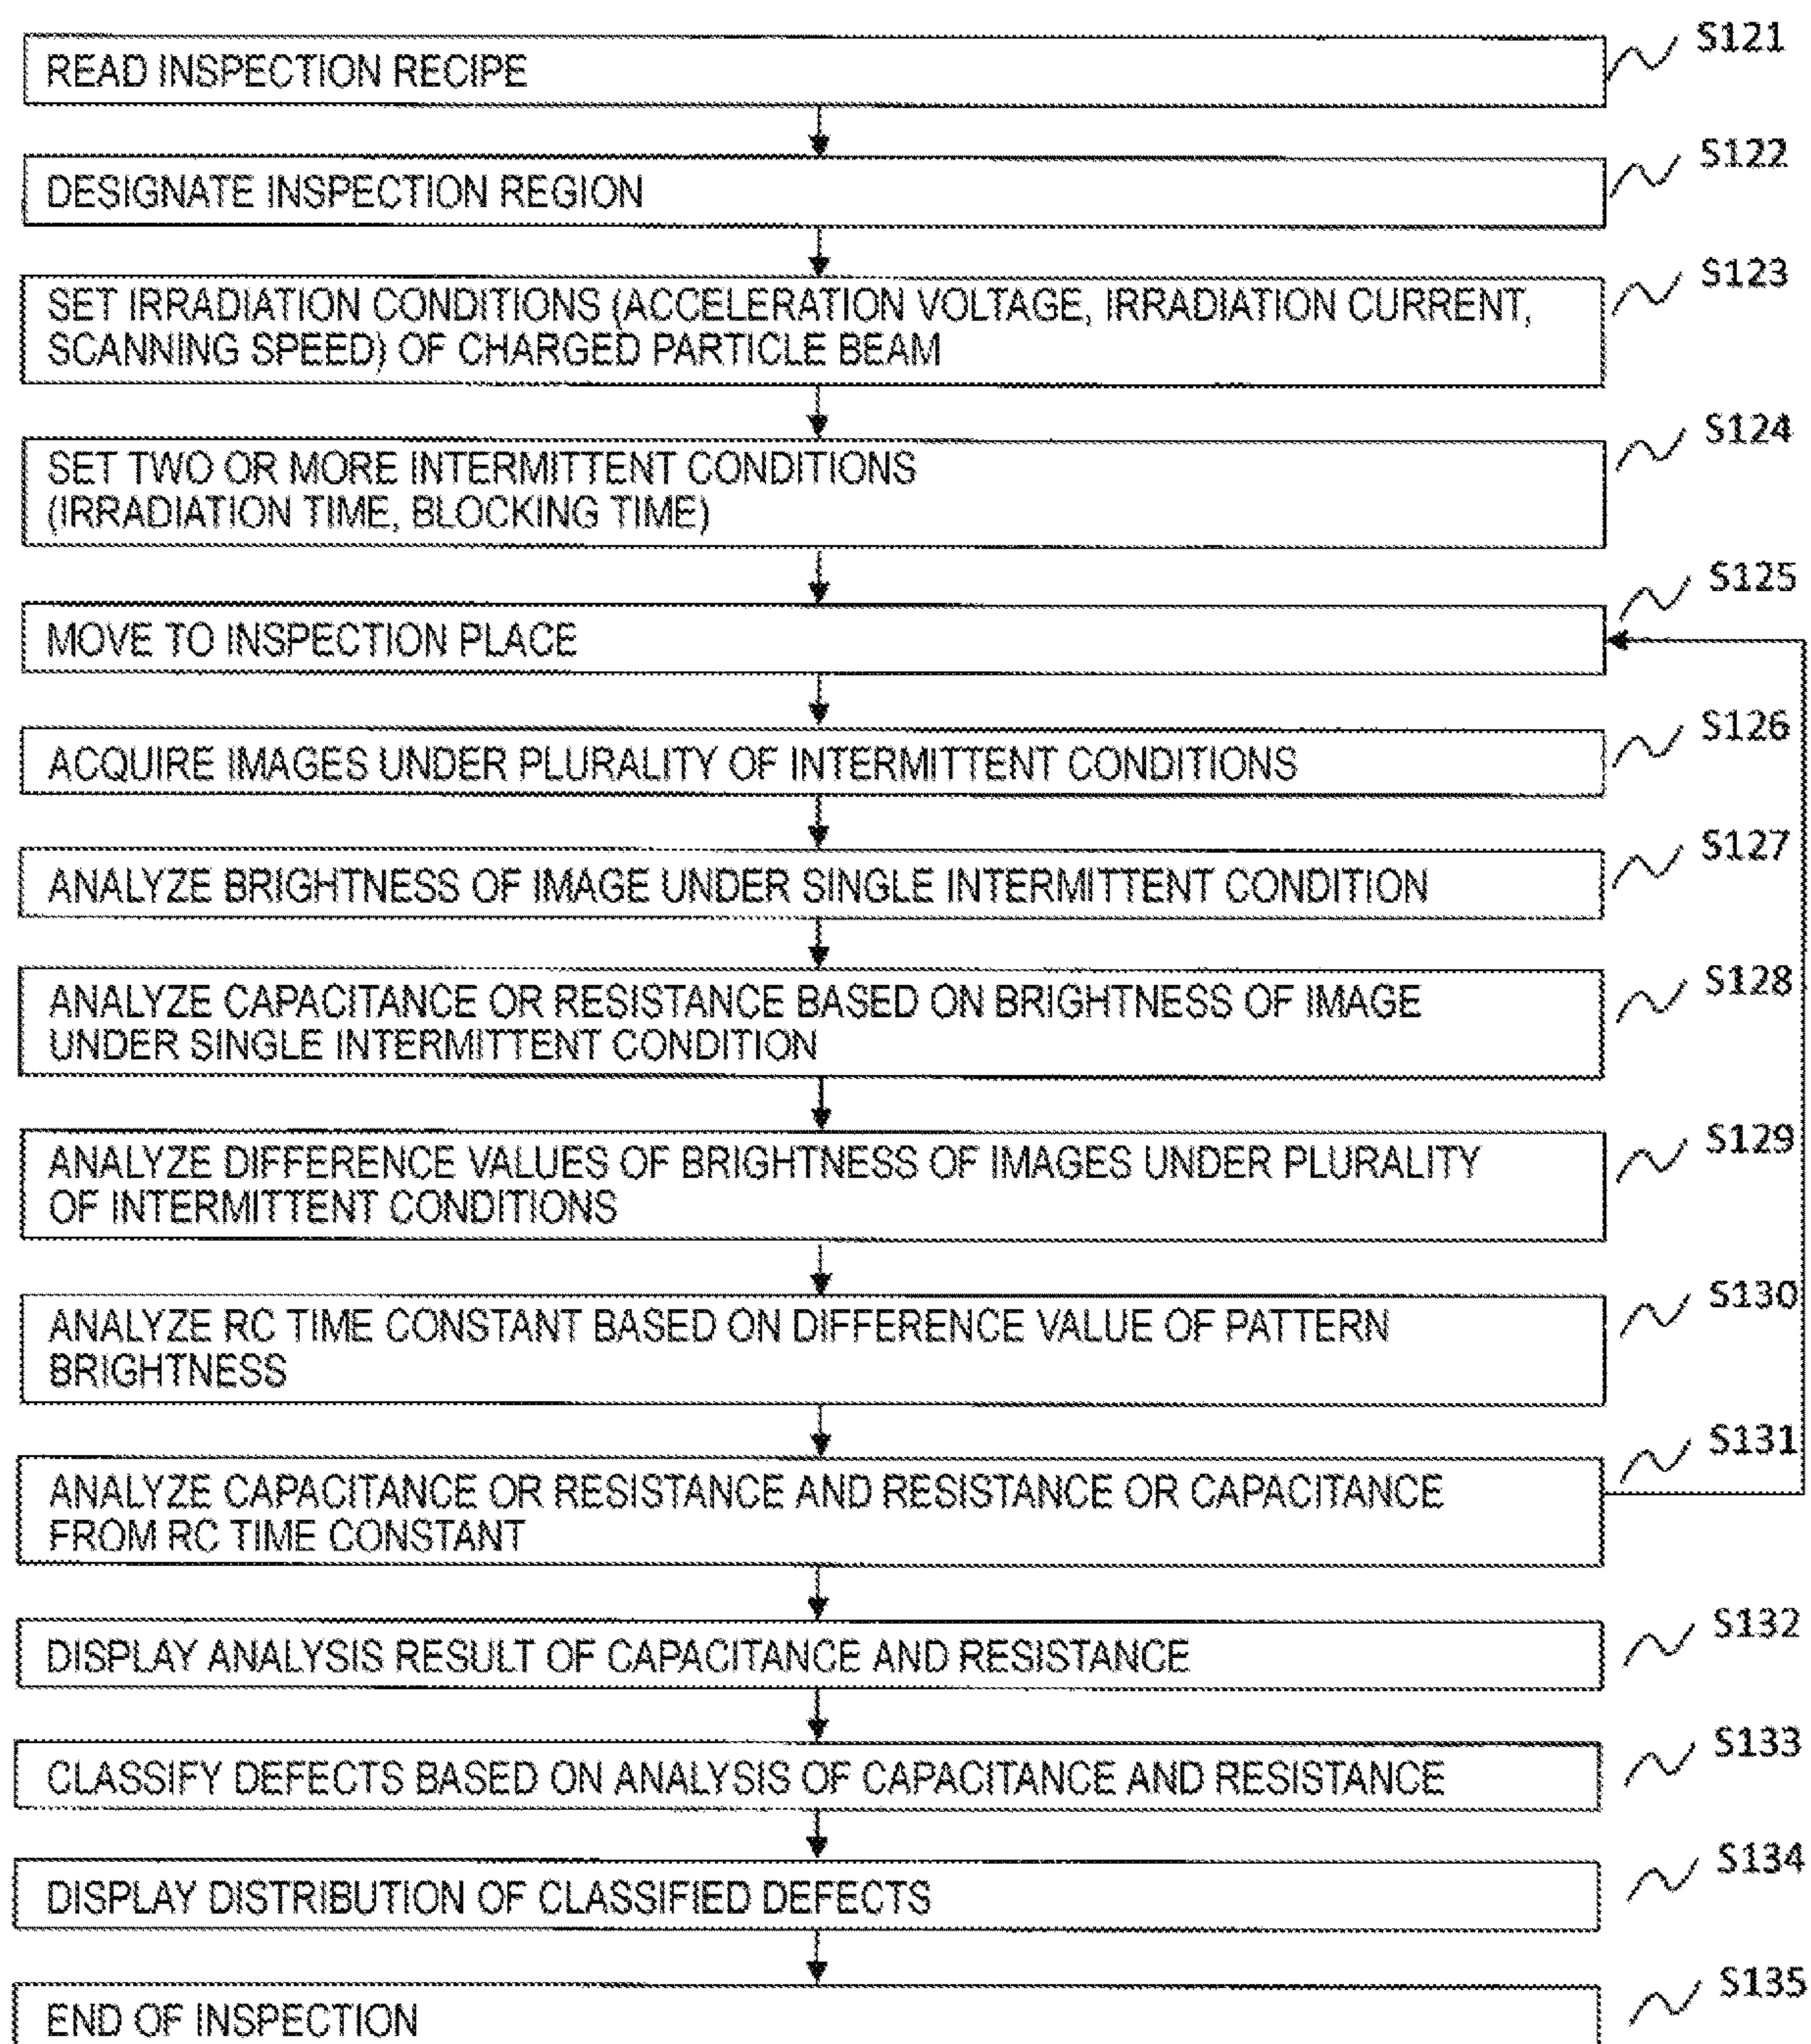 S121
READ INSPECTION RECIPE
S122
DESIGNATE INSPECTION REGION
S123
SET IRRADIATION CONDITIONS (ACCELERATION VOLTAGE, IRRADIATION CURRENT,
SCANNING SPEED) OF CHARGED PARTICLE BEAM
S124
SET TWO OR MORE INTERMITTENT CONDITIONS
(IRRADIATION TIME, BLOCKING TIME)
S125
MOVE TO INSPECTION PLACE
S126
ACQUIRE IMAGES UNDER PLURALITY OF INTERMITTENT CONDITIONS
S127
ANALYZE BRIGHTNESS OF IMAGE UNDER SINGLE INTERMITTENT CONDITION
S128
ANALYZE CAPACITANCE OR RESISTANCE BASED ON BRIGHTNESS OF IMAGE
UNDER SINGLE INTERMITTENT CONDITION
S129
ANALYZE DIFFERENCE VALUES OF BRIGHTNESS OF IMAGES UNDER PLURALITY
OF INTERMITTENT CONDITIONS
S130
ANALYZE RC TIME CONSTANT BASED ON DIFFERENCE VALUE OF PATTERN
BRIGHTNESS
S131
ANALYZE CAPACITANCE OR RESISTANCE AND RESISTANCE OR CAPACITANCE
FROM RC TIME CONSTANT
S132
DISPLAY ANALYSIS RESULT OF CAPACITANCE AND RESISTANCE
S133
CLASSIFY DEFECTS BASED ON ANALYSIS OF CAPACITANCE AND RESISTANCE
S134
DISPLAY DISTRIBUTION OF CLASSIFIED DEFECTS
S135
END OF INSPECTION